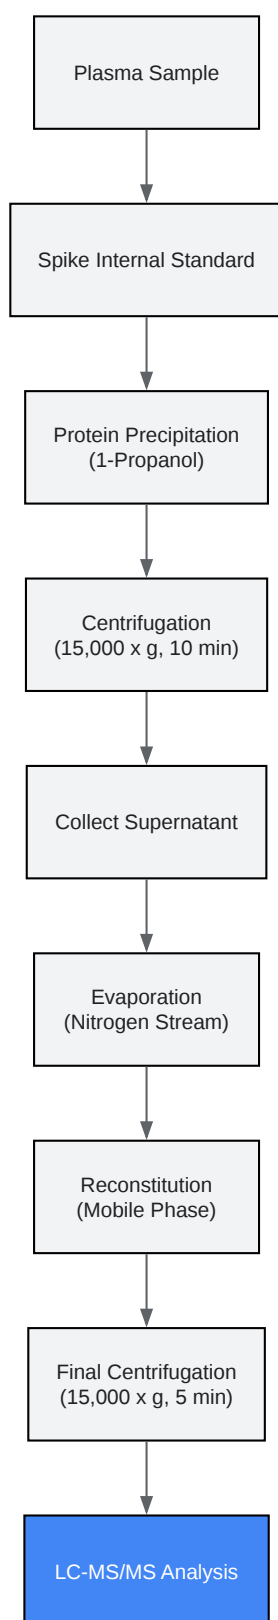 Plasma Sample
Spike Internal Standard
Protein Precipitation
(1-Propanol)
Centrifugation
(15,000 x g, 10 min)
Collect Supernatant
Evaporation
(Nitrogen Stream)
Reconstitution
(Mobile Phase)
Final Centrifugation
(15,000 x g, 5 min)
LC-MS/MS Analysis